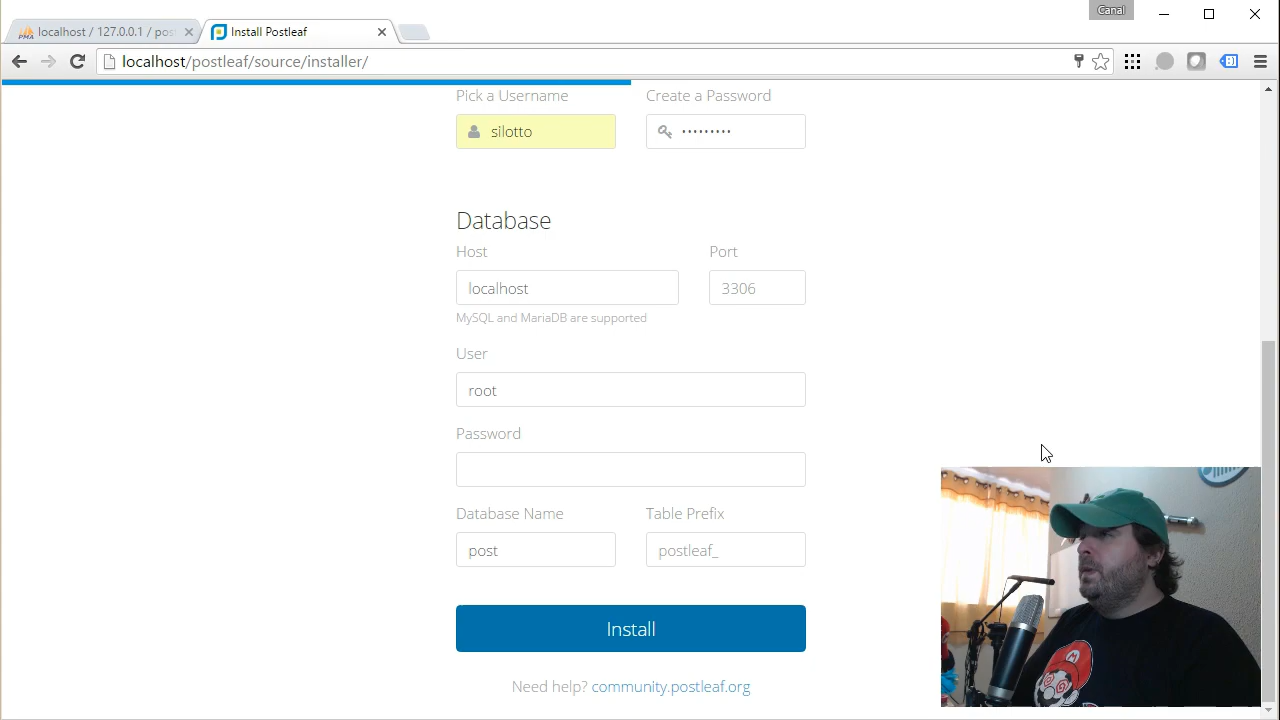 Canal
localhost / 127.0.0.1 / pos
Install Postleaf
localhost/postleaf/source/installer/
Pick a Username
Create a Password
silotto
•••••••••
Database
Host
Port
localhost
3306
MySQL and MariaDB are supported
User
root
Password
Database Name
Table Prefix
post
postleaf_
Install
Need help? community.postleaf.org